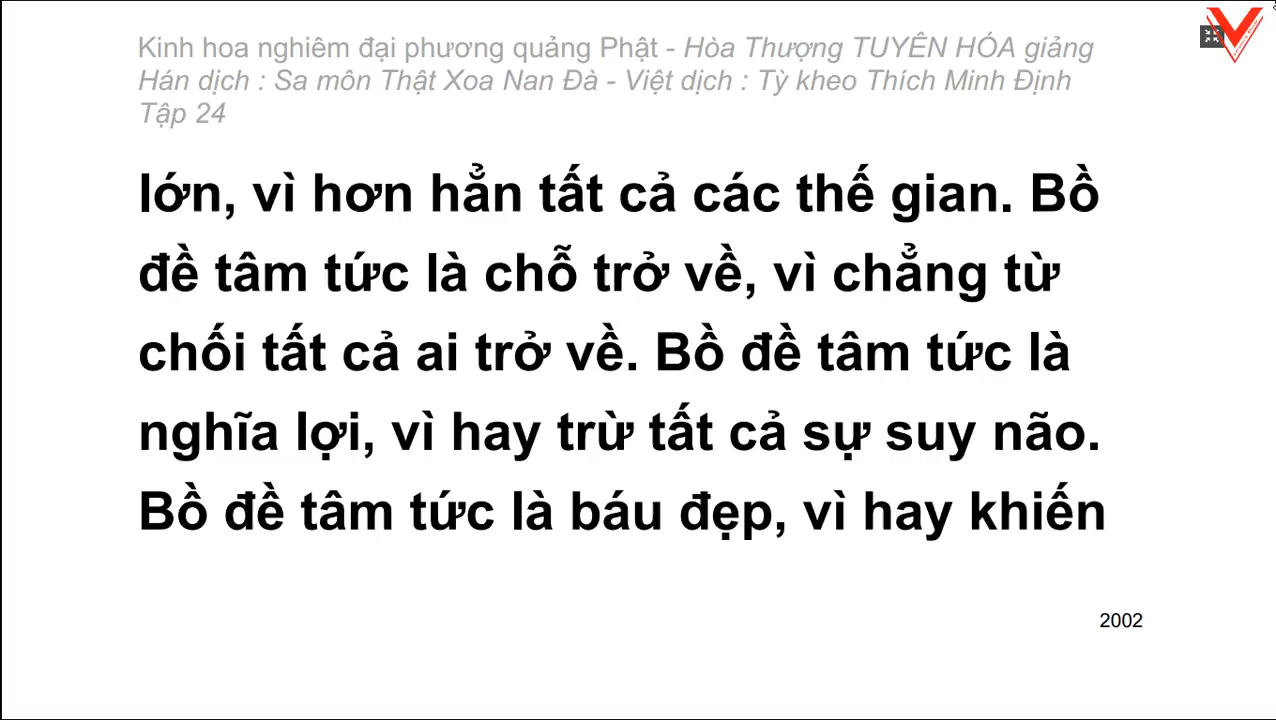 Kinh hoa nghiêm đại phương quảng Phật - Hòa Thượng TUYÊN HÓA giảng
Hán dịch : Sa môn Thật Xoa Nan Đà - Việt dịch : Tỳ kheo Thích Minh Định
Tập 24
lớn, vì hơn hẳn tất cả các thế gian. Bồ
đề tâm tức là chỗ trở về, vì chẳng từ
chối tất cả ai trở về. Bồ đề tâm tức là
nghĩa lợi, vì hay trừ tất cả sự suy não.
Bồ đề tâm tức là báu đẹp, vì hay khiến
2002